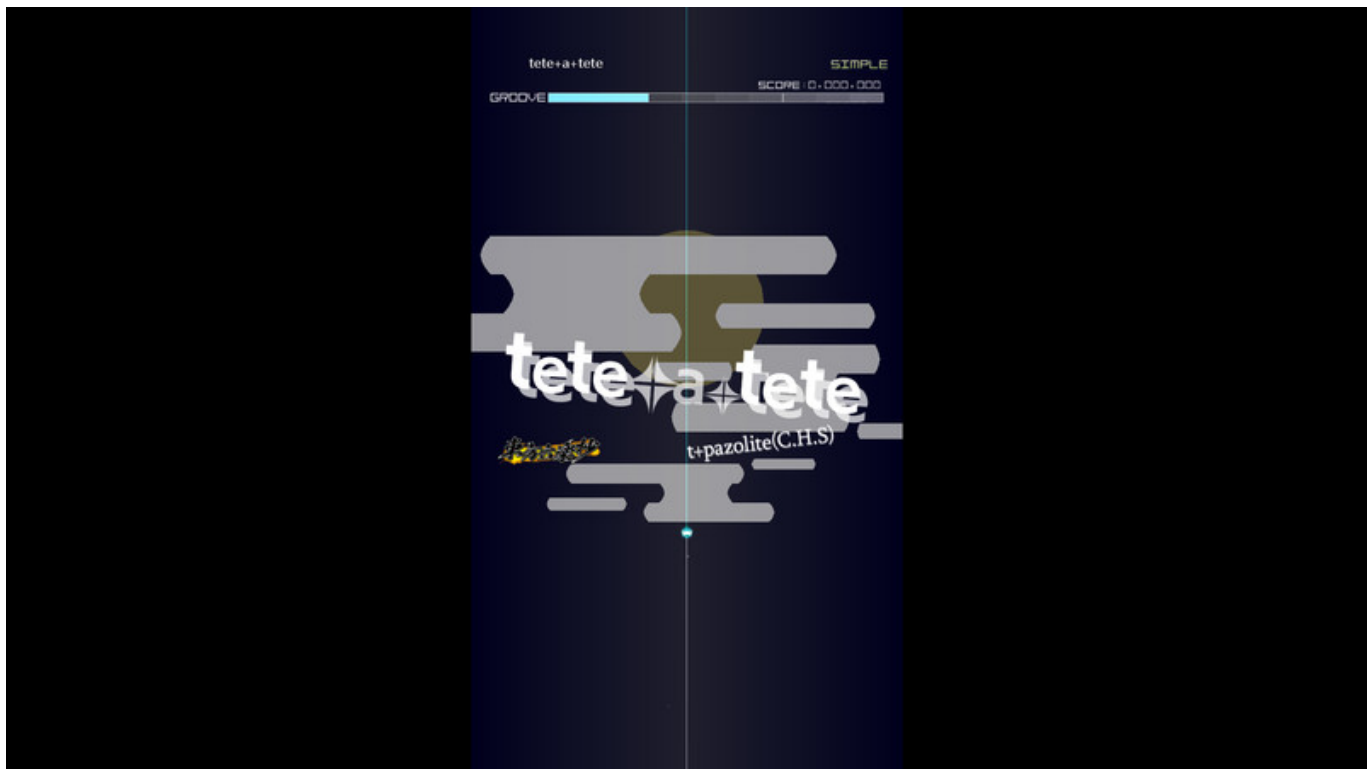 tete+a+tete
SIMPLE
SCORE:0.000.000
GROOVE
tete+a+tete
t+pazolite(C.H.S)